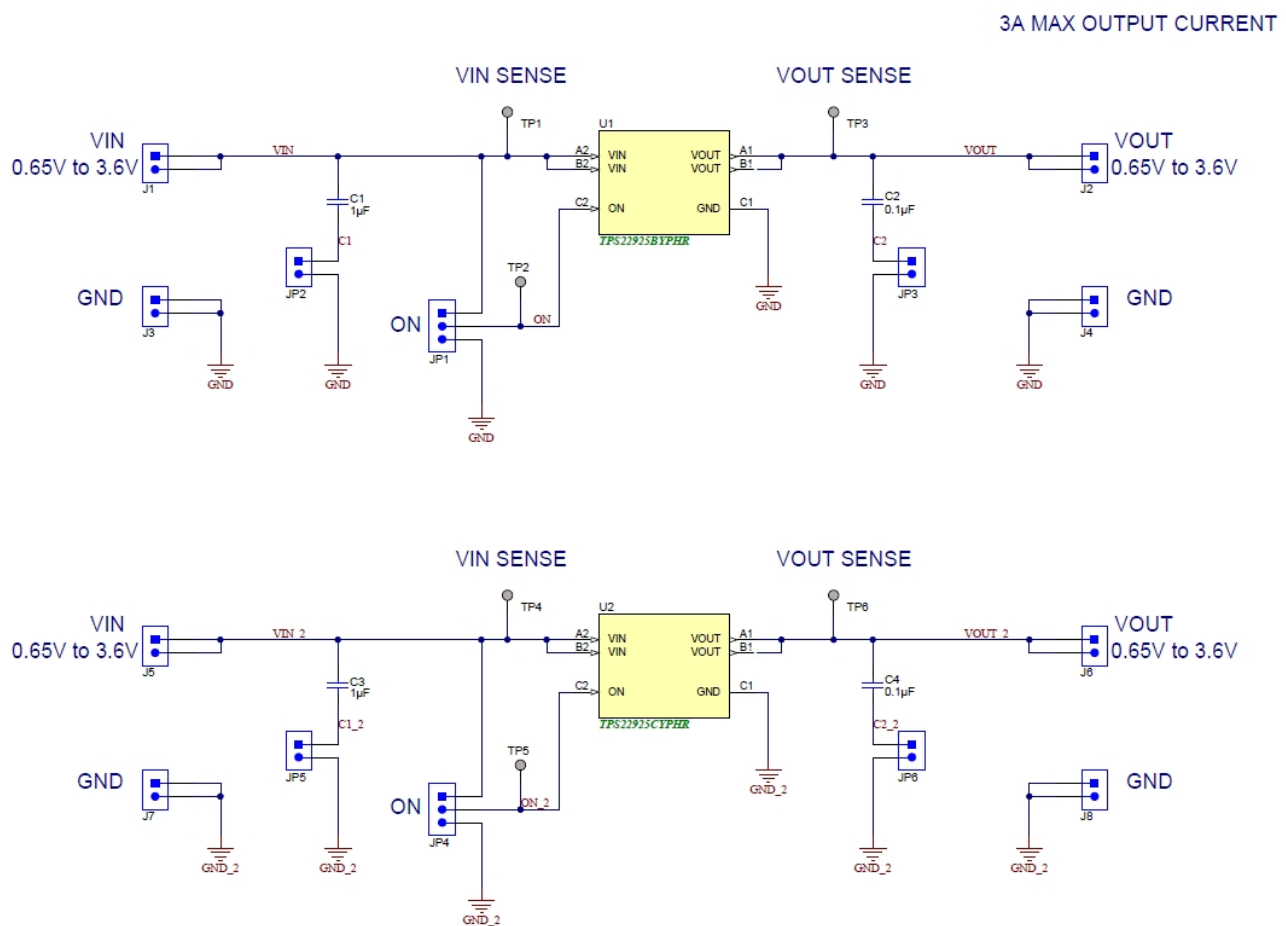 3A MAX OUTPUT CURRENT
VIN SENSE
VOUT SENSE
TP1
U1
TP3
VIN
0.65V to 3.6V
J1
VIN
A2 VIN VOUT A1
B2 VIN VOUT B1
C2 ON GND C1
TPS22925BYPHR
VOUT
VOUT
0.65V to 3.6V
J2
C1
1µF
C1
JP2
C2
0.1µF
C2
JP3
TP2
ON
ON
JP1
GND
GND
J3
GND
J4
GND
GND
GND
GND
GND
GND
VIN SENSE
VOUT SENSE
TP4
U2
TP6
VIN
0.65V to 3.6V
J5
VIN_2
A2 VIN VOUT A1
B2 VIN VOUT B1
C2 ON GND C1
TPS22925CYPHR
VOUT_2
VOUT
0.65V to 3.6V
J6
C3
1µF
C1_2
JP5
C4
0.1µF
C2_2
JP6
TP5
ON
ON_2
JP4
GND_2
GND
J7
GND
J8
GND_2
GND_2
GND_2
GND_2
GND_2